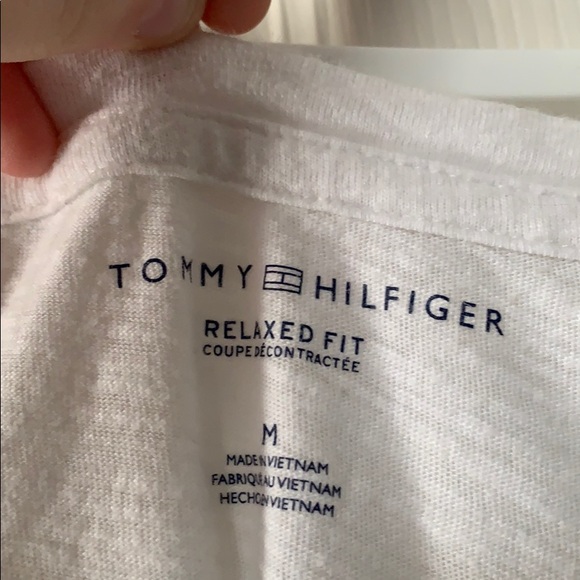 TOMMY HILFIGER
RELAXED FIT
COUPE DÉCONTRACTÉE
M
MADE IN VIETNAM
FABRIQUÉ AU VIETNAM
HECHO EN VIETNAM